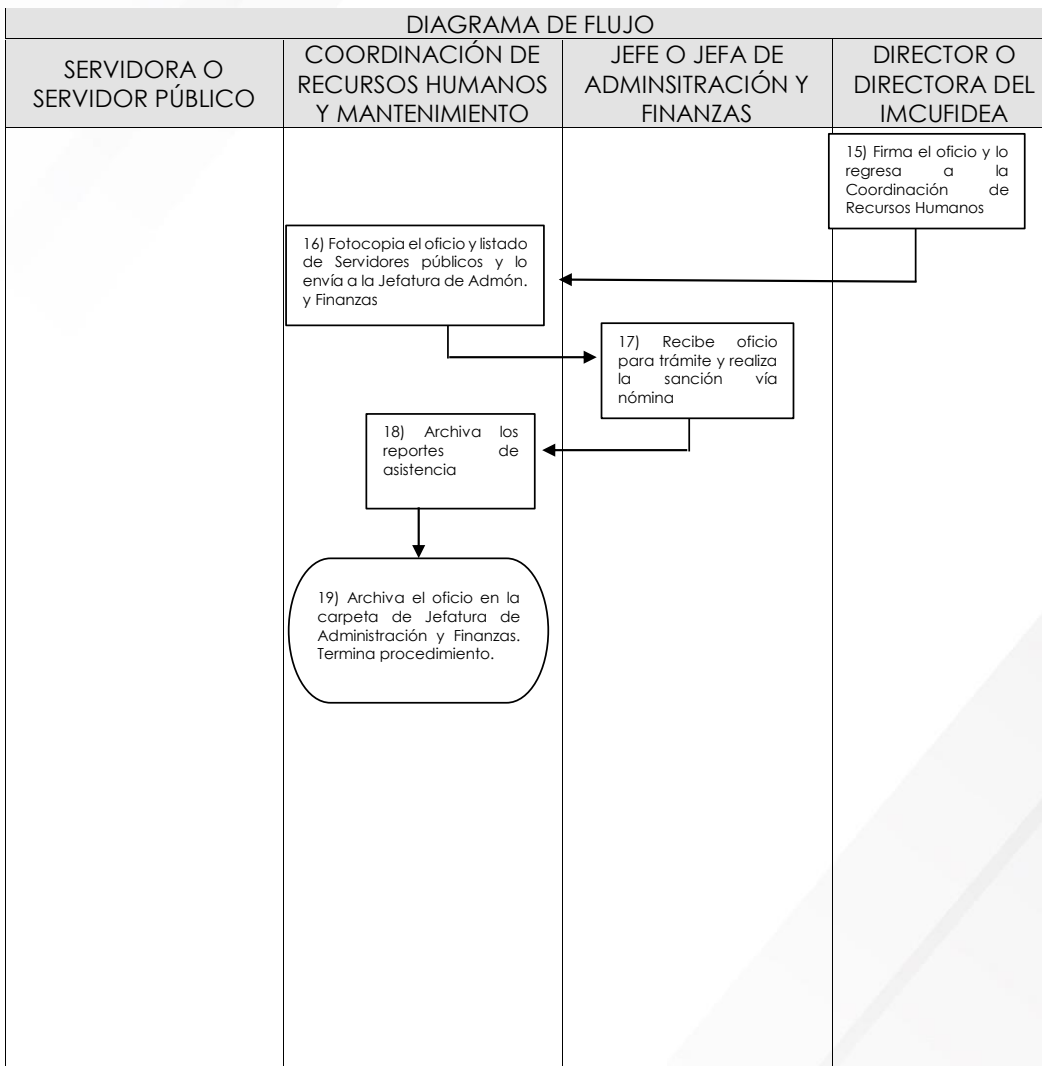 DIAGRAMA DE FLUJO
SERVIDORA O
SERVIDOR PÚBLICO
COORDINACIÓN DE
RECURSOS HUMANOS
Y MANTENIMIENTO
JEFE O JEFA DE
ADMINSITRACIÓN Y
FINANZAS
DIRECTOR O
DIRECTORA DEL
IMCUFIDEA
15) Firma el oficio y lo
regresa a la
Coordinación de
Recursos Humanos
16) Fotocopia el oficio y listado
de Servidores públicos y lo
envía a la Jefatura de Admón.
y Finanzas
17) Recibe oficio
para trámite y realiza
la sanción vía
nómina
18) Archiva los
reportes de
asistencia
19) Archiva el oficio en la
carpeta de Jefatura de
Administración y Finanzas.
Termina procedimiento.